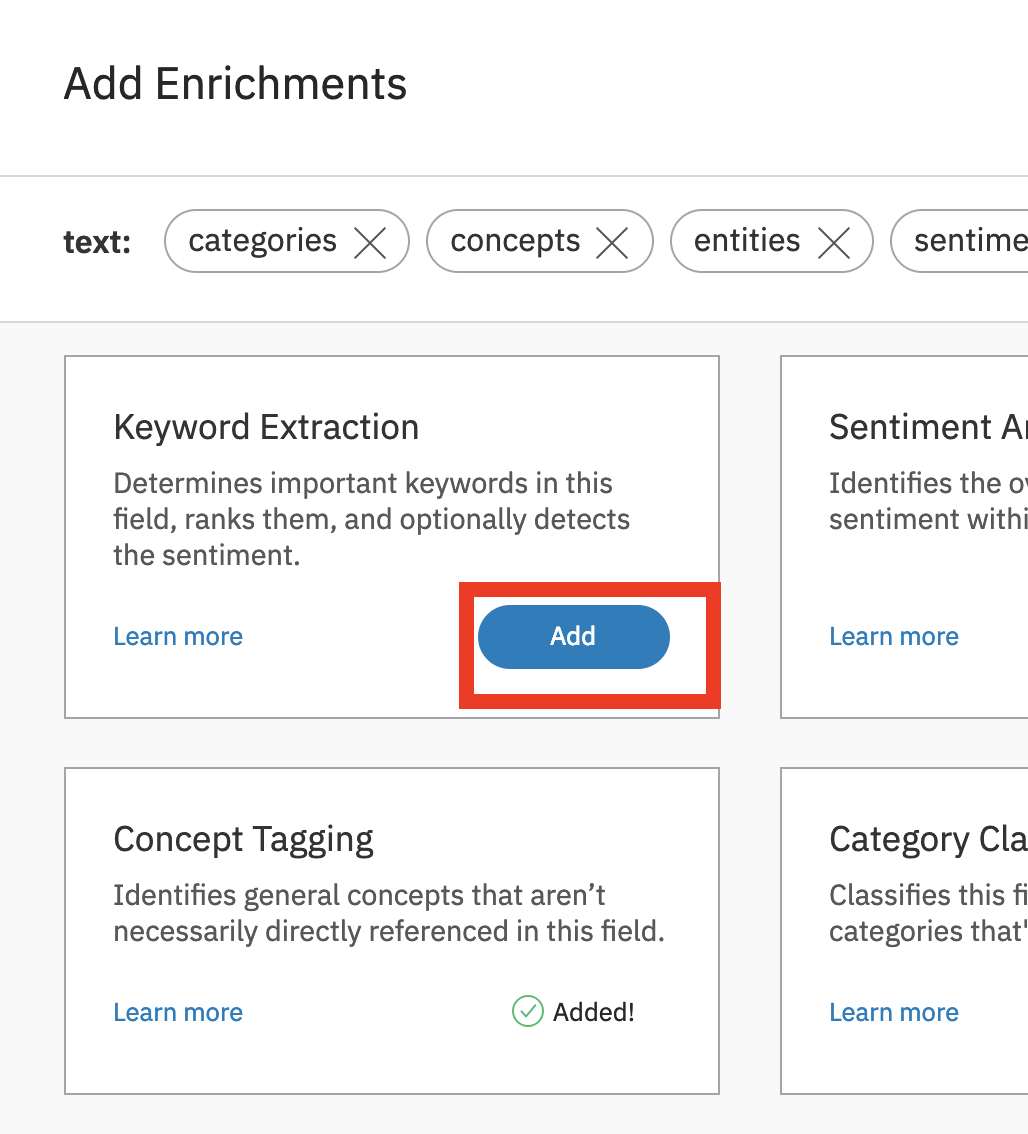 Add Enrichments
text: categories concepts entities sentime
Keyword Extraction
Determines important keywords in this
field, ranks them, and optionally detects
the sentiment.
Learn more Add
Sentiment Ar
Identifies the ov
sentiment withi
Learn more
Concept Tagging
Identifies general concepts that aren’t
necessarily directly referenced in this field.
Learn more Added!
Category Cla
Classifies this fi
categories that'
Learn more